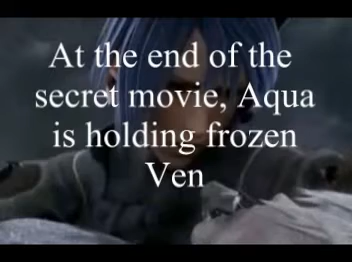 At the end of the
secret movie, Aqua
is holding frozen
Ven